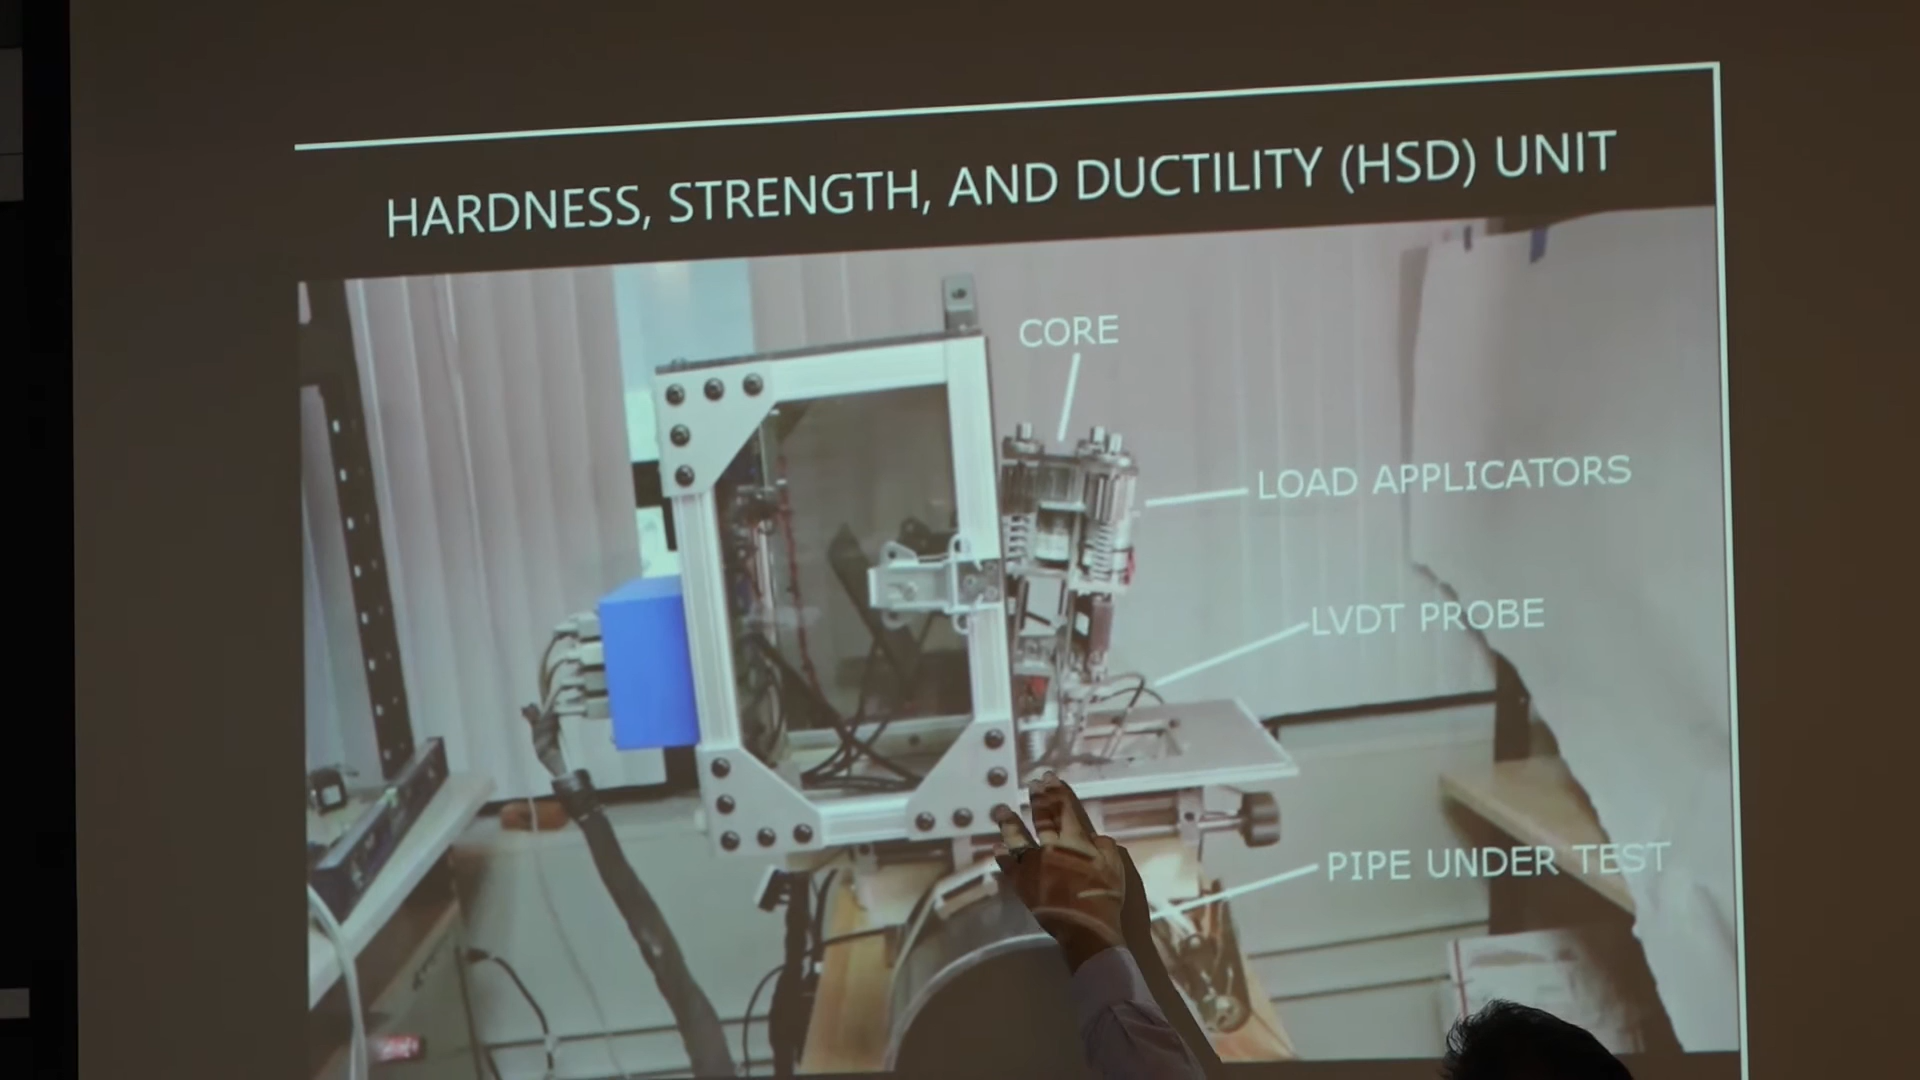 HARDNESS, STRENGTH, AND DUCTILITY (HSD) UNIT
CORE
LOAD APPLICATORS
LVDT PROBE
PIPE UNDER TEST